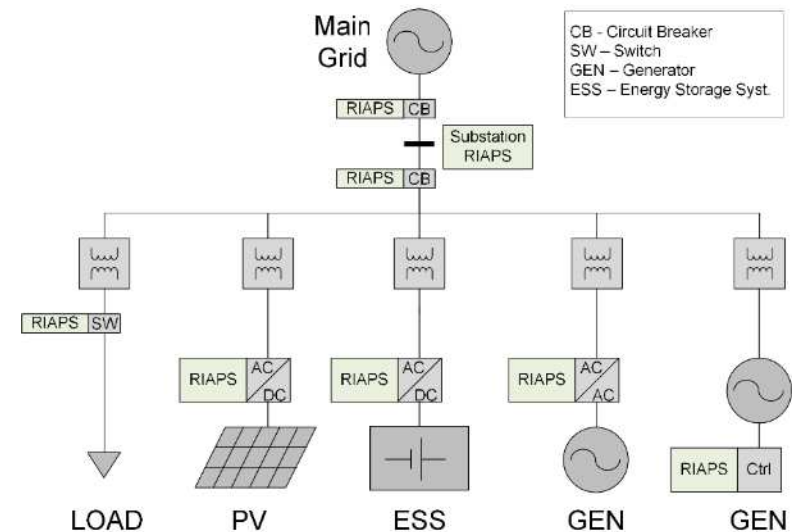 Main
Grid
CB - Circuit Breaker
SW – Switch
GEN – Generator
ESS – Energy Storage Syst.
RIAPS CB
Substation
RIAPS
RIAPS CB
RIAPS SW
RIAPS AC
DC
RIAPS AC
DC
RIAPS AC
AC
RIAPS Ctrl
LOAD PV ESS GEN GEN